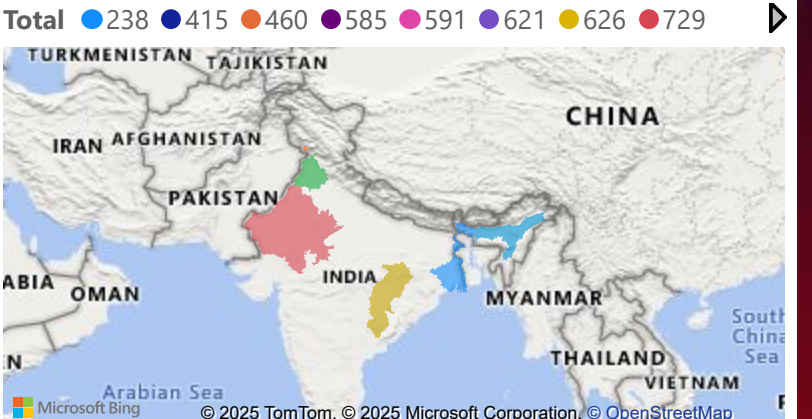 Total 238 415 460 585 591 621 626 729
TURKMENISTAN TAJIKISTAN
CHINA
IRAN AFGHANISTAN
PAKISTAN
INDIA
ABIA
OMAN
MYANMAR
South
China
Sea
THAILAND
VIETNAM
EN
Arabian Sea
Microsoft Bing
© 2025 TomTom, © 2025 Microsoft Corporation, © OpenStreetMap